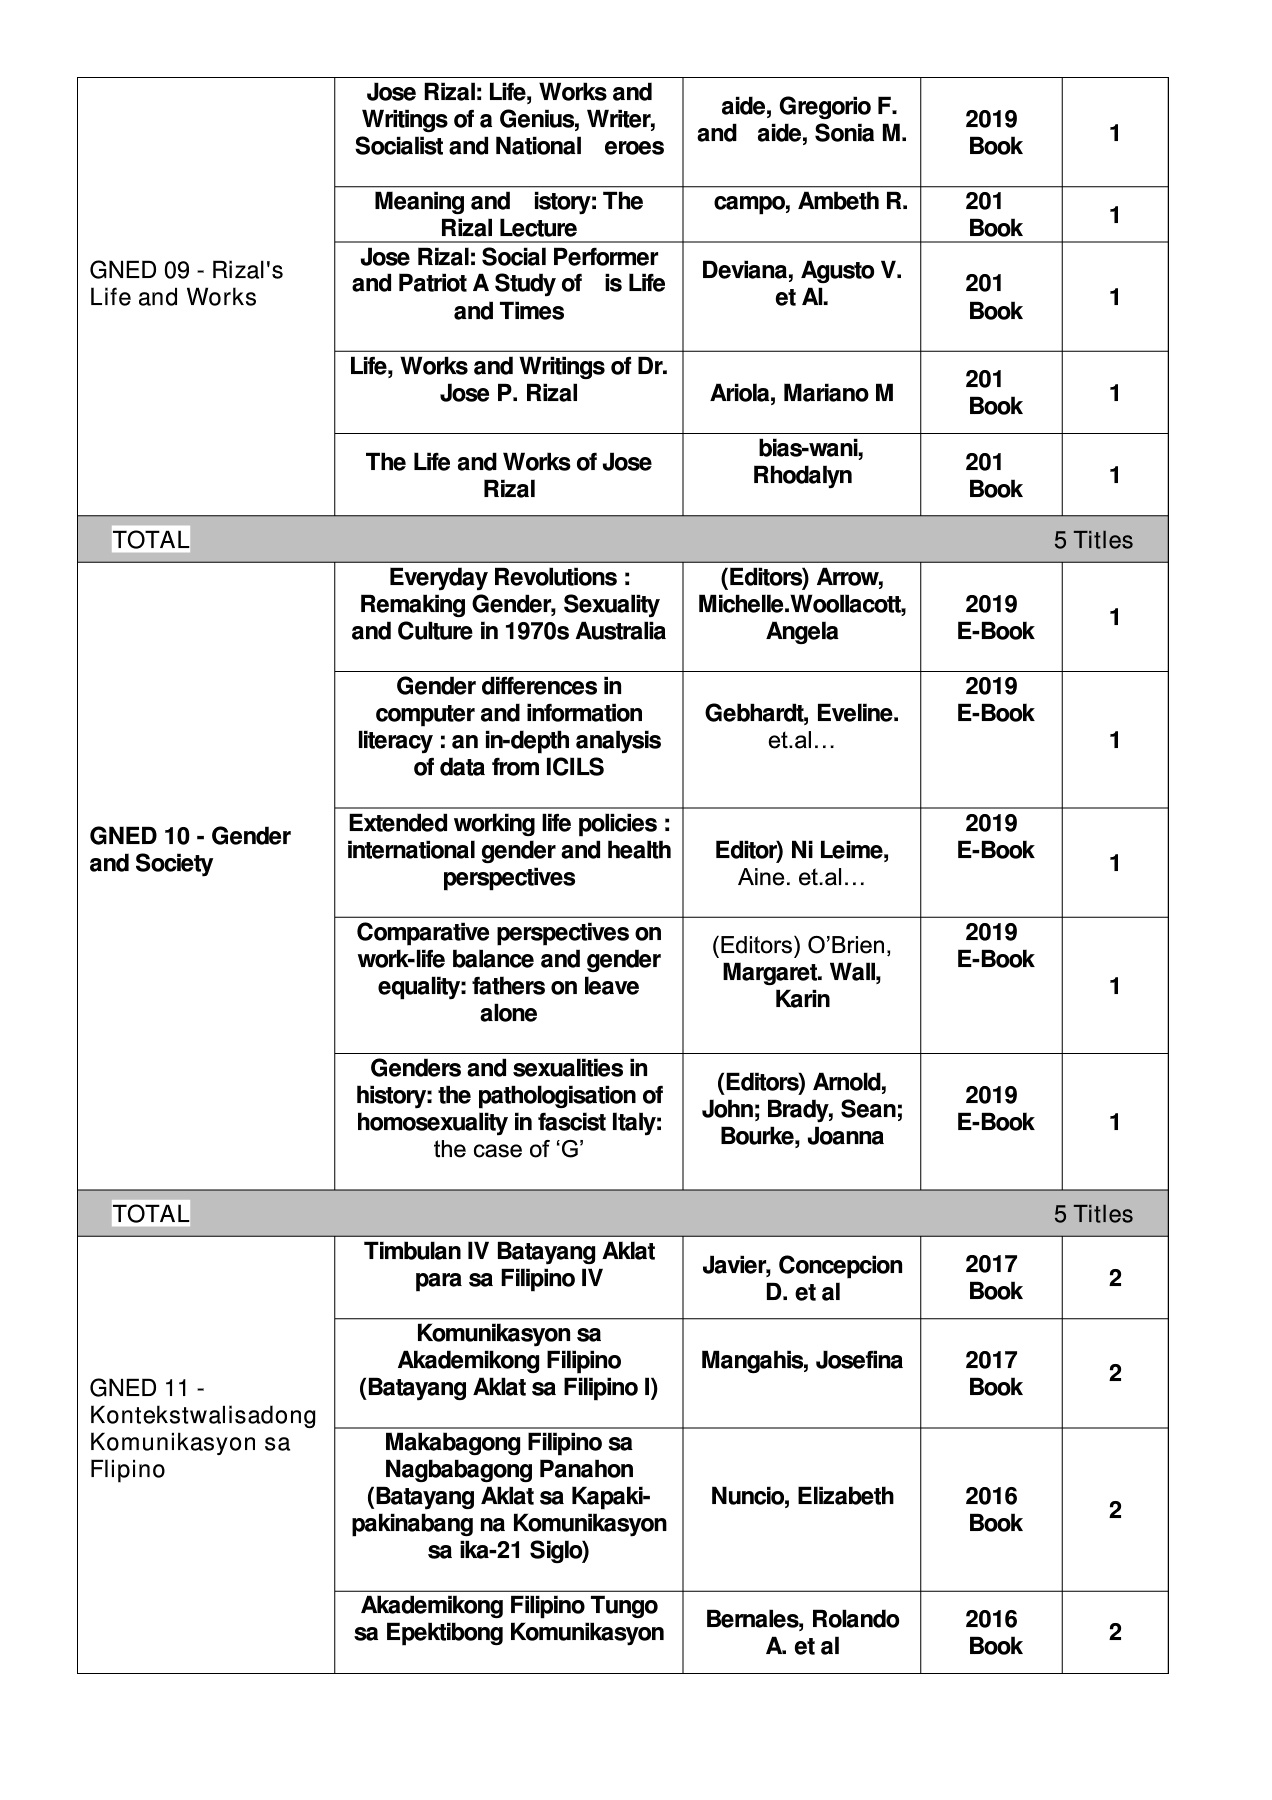 GNED 09 - Rizal's
Life and Works
Jose Rizal: Life, Works and
Writings of a Genius, Writer,
Socialist and National eroes
aide, Gregorio F.
and aide, Sonia M.
2019
Book
1
Meaning and istory: The
Rizal Lecture
campo, Ambeth R.
201
Book
1
Jose Rizal: Social Performer
and Patriot A Study of is Life
and Times
Deviana, Agusto V.
et Al.
201
Book
1
Life, Works and Writings of Dr.
Jose P. Rizal
Ariola, Mariano M
201
Book
1
The Life and Works of Jose
Rizal
bias-wani,
Rhodalyn
201
Book
1
TOTAL 5 Titles
GNED 10 - Gender
and Society
Everyday Revolutions :
Remaking Gender, Sexuality
and Culture in 1970s Australia
(Editors) Arrow,
Michelle.Woollacott,
Angela
2019
E-Book
1
Gender differences in
computer and information
literacy : an in-depth analysis
of data from ICILS
Gebhardt, Eveline.
et.al…
2019
E-Book
1
Extended working life policies :
international gender and health
perspectives
Editor) Ni Leime,
Aine. et.al…
2019
E-Book
1
Comparative perspectives on
work-life balance and gender
equality: fathers on leave
alone
(Editors) O’Brien,
Margaret. Wall,
Karin
2019
E-Book
1
Genders and sexualities in
history: the pathologisation of
homosexuality in fascist Italy:
the case of ‘G’
(Editors) Arnold,
John; Brady, Sean;
Bourke, Joanna
2019
E-Book
1
TOTAL 5 Titles
GNED 11 -
Kontekstwalisadong
Komunikasyon sa
Flipino
Timbulan IV Batayang Aklat
para sa Filipino IV
Javier, Concepcion
D. et al
2017
Book
2
Komunikasyon sa
Akademikong Filipino
(Batayang Aklat sa Filipino I)
Mangahis, Josefina
2017
Book
2
Makabagong Filipino sa
Nagbabagong Panahon
(Batayang Aklat sa Kapaki-
pakinabang na Komunikasyon
sa ika-21 Siglo)
Nuncio, Elizabeth
2016
Book
2
Akademikong Filipino Tungo
sa Epektibong Komunikasyon
Bernales, Rolando
A. et al
2016
Book
2